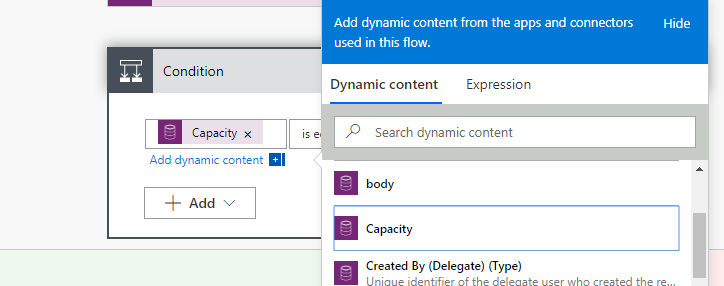 Add dynamic content from the apps and connectors
used in this flow.
Hide
Condition
Dynamic content
Expression
Search dynamic content
Capacity ×
is e
Add dynamic content
body
Add
Capacity
Created By (Delegate) (Type)
Unique identifier of the delegate user who created the re...